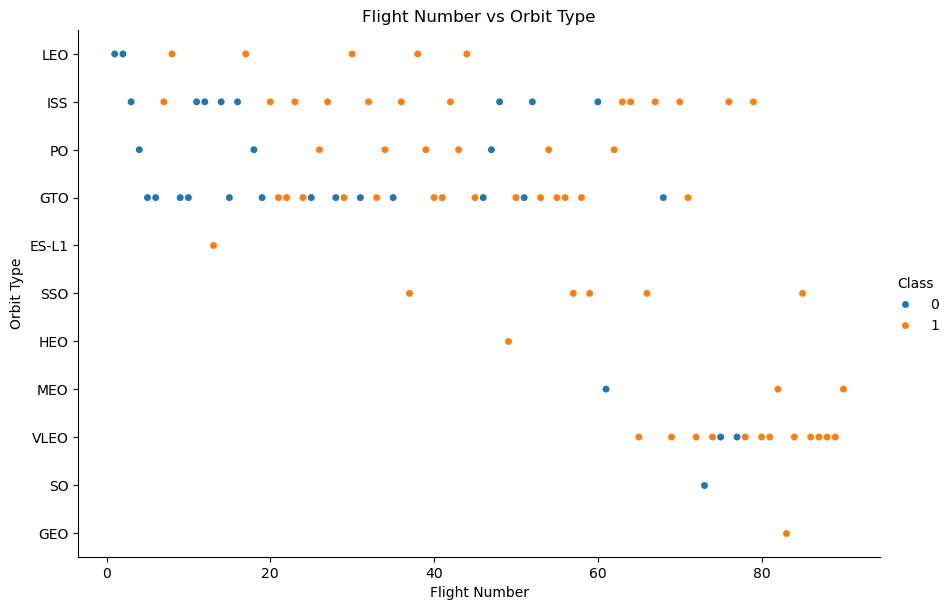 Flight Number vs Orbit Type
LEO
ISS
PO
GTO
ES-L1
SSO
HEO
MEO
VLEO
SO
GEO
Orbit Type
0
20
40
60
80
Flight Number
Class
0
1